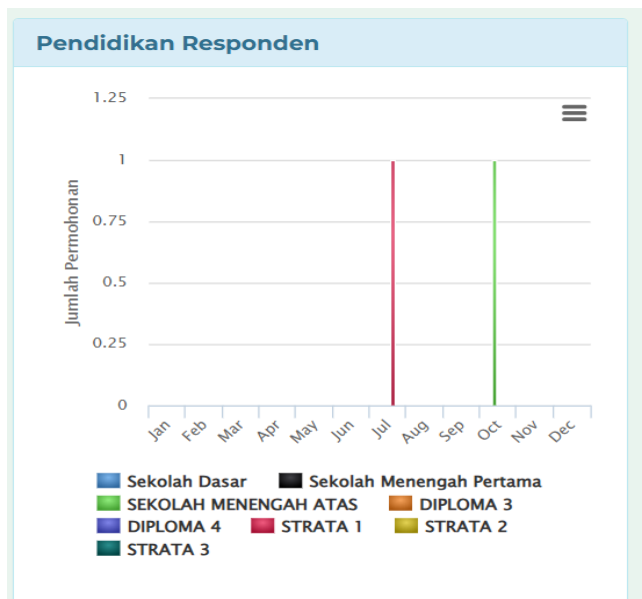 Pendidikan Responden
1.25
1
0.75
0.5
0.25
0
Jumlah Permohonan
Jan Feb Mar Apr May Jun Jul Aug Sep Oct Nov Dec
Sekolah Dasar Sekolah Menengah Pertama
SEKOLAH MENENGAH ATAS DIPLOMA 3
DIPLOMA 4 STRATA 1 STRATA 2
STRATA 3